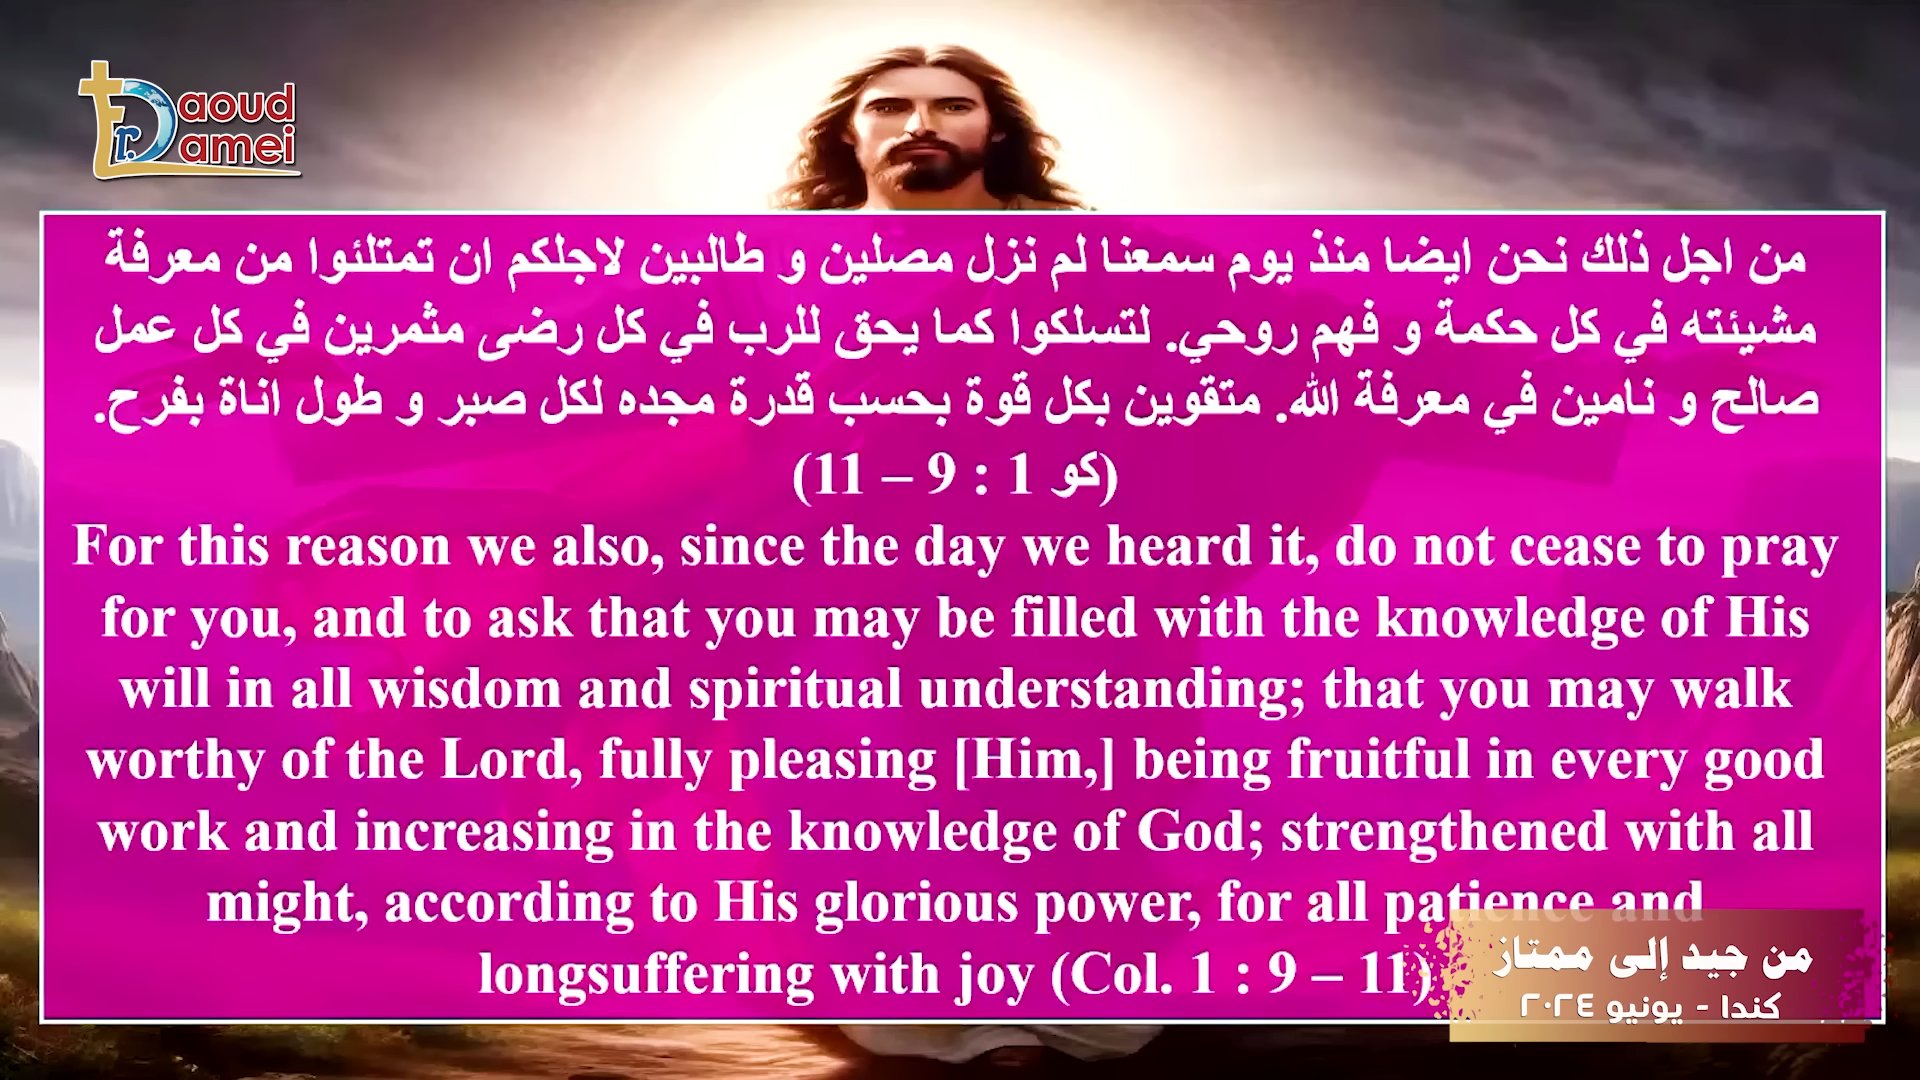 Fr. Daoud
Lamei
من اجل ذلك نحن ايضا منذ يوم سمعنا لم نزل مصلين و طالبين لاجلكم ان تمتلئوا من معرفة
مشيئته في كل حكمة و فهم روحي. لتسلكوا كما يحق للرب في كل رضى مثمرين في كل عمل
صالح و نامين في معرفة الله. متقوين بكل قوة بحسب قدرة مجده لكل صبر و طول اناة بفرح.
(كو 1 : 9 – 11)
For this reason we also, since the day we heard it, do not cease to pray
for you, and to ask that you may be filled with the knowledge of His
will in all wisdom and spiritual understanding; that you may walk
worthy of the Lord, fully pleasing [Him,] being fruitful in every good
work and increasing in the knowledge of God; strengthened with all
might, according to His glorious power, for all patience and
longsuffering with joy (Col. 1 : 9 – 11)
من جيد إلى ممتاز
كندا - يونيو ٢٠٢٤